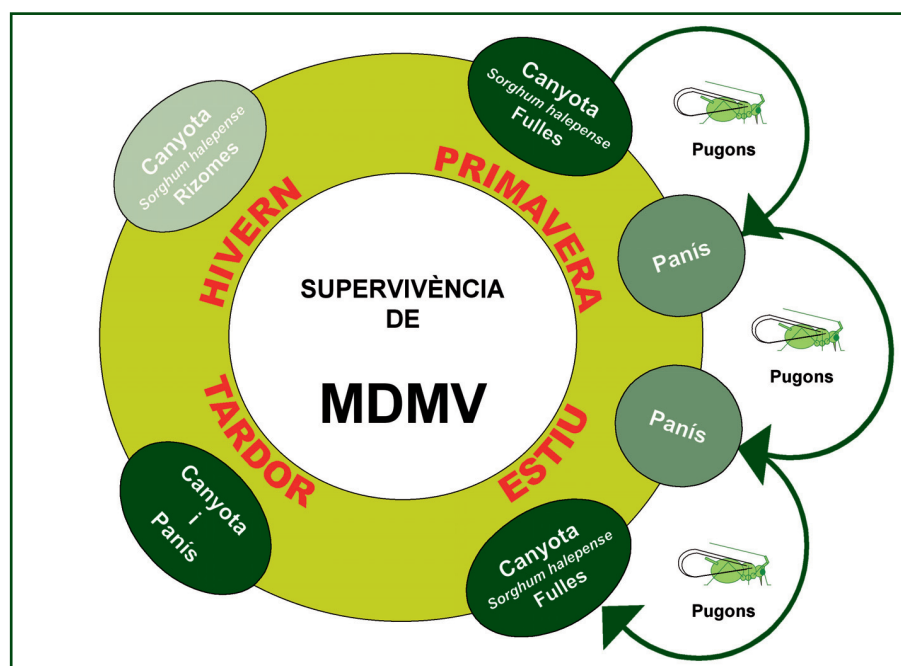 Canyota
Sorghum halepense
Rizomes
Canyota
Sorghum halepense
Fulles
Pugons
HIVERN
PRIMAVERA
Panís
SUPERVIVÈNCIA
DE
MDMV
Pugons
TARDOR
ESTIU
Panís
Canyota
i
Panís
Canyota
Sorghum halepense
Fulles
Pugons